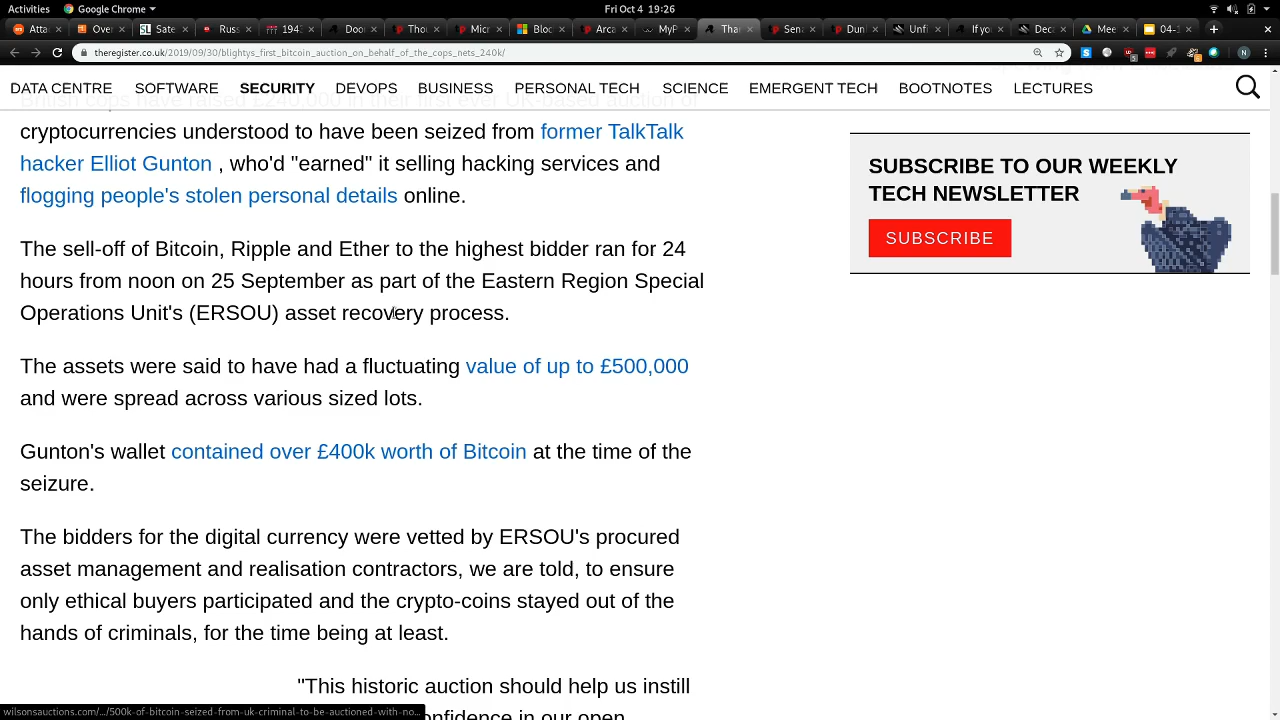 Activities
Google Chrome
Fri Oct 4 19:26
Atta
Over
SL Sate
Russ
1943
Doo
Tho
Micr
Bloc
Arca
MyP
Tha
Sen
Dun
Unfi
If yo
Dec
Mee
04-1
theregister.co.uk/2019/09/30/blightys_first_bitcoin_auction_on_behalf_of_the_cops_nets_240k/
DATA CENTRE SOFTWARE SECURITY DEVOPS BUSINESS PERSONAL TECH SCIENCE EMERGENT TECH BOOTNOTES LECTURES
British cops have raised £240,000 in their first ever UK-based auction of
cryptocurrencies understood to have been seized from former TalkTalk
hacker Elliot Gunton , who'd "earned" it selling hacking services and
flogging people's stolen personal details online.
The sell-off of Bitcoin, Ripple and Ether to the highest bidder ran for 24
hours from noon on 25 September as part of the Eastern Region Special
Operations Unit's (ERSOU) asset recovery process.
The assets were said to have had a fluctuating value of up to £500,000
and were spread across various sized lots.
Gunton's wallet contained over £400k worth of Bitcoin at the time of the
seizure.
The bidders for the digital currency were vetted by ERSOU's procured
asset management and realisation contractors, we are told, to ensure
only ethical buyers participated and the crypto-coins stayed out of the
hands of criminals, for the time being at least.
"This historic auction should help us instill
onfidence in our open
SUBSCRIBE TO OUR WEEKLY
TECH NEWSLETTER
SUBSCRIBE
wilsonsauctions.com/.../500k-of-bitcoin-seized-from-uk-criminal-to-be-auctioned-with-no...